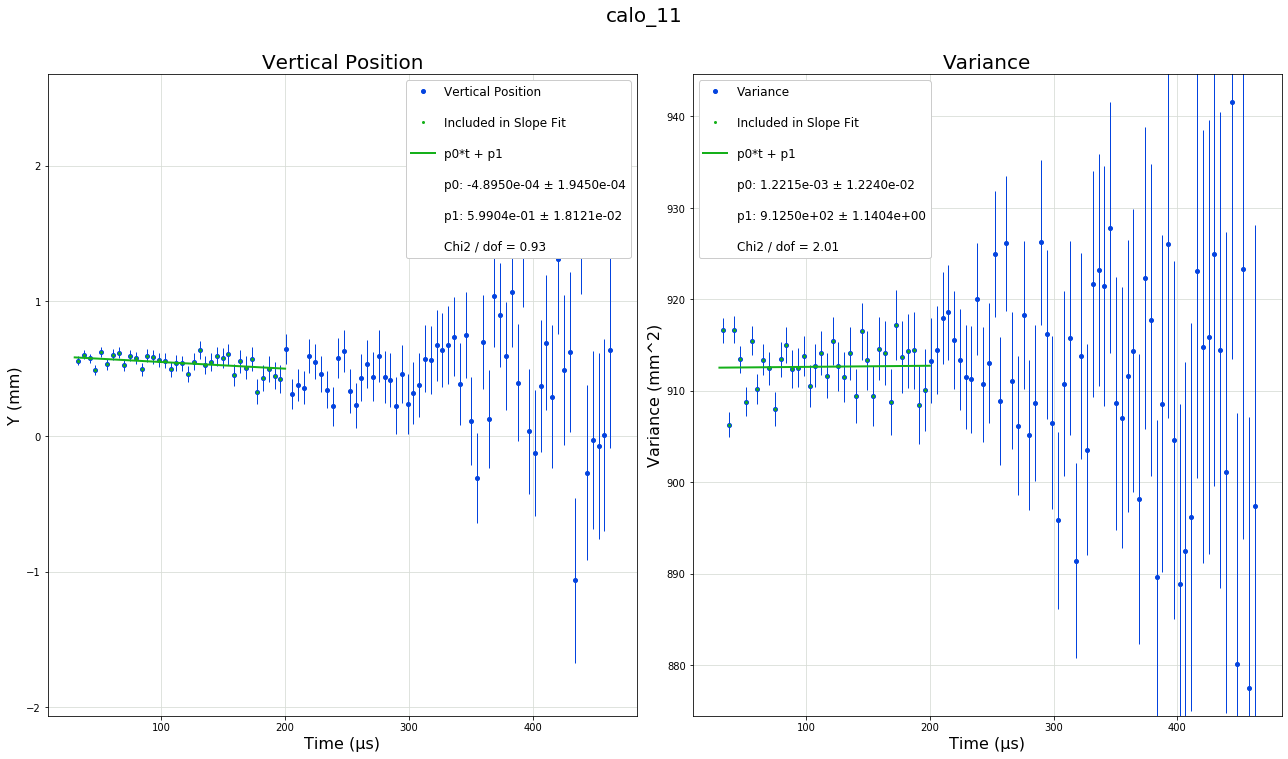 calo_11
Vertical Position
Vertical Position
Included in Slope Fit
p0*t + p1
p0: -4.8950e-04 ± 1.9450e-04
p1: 5.9904e-01 ± 1.8121e-02
Chi2 / dof = 0.93
2
1
0
−1
−2
Y (mm)
100
200
300
400
Time (μs)
Variance
Variance
Included in Slope Fit
p0*t + p1
p0: 1.2215e-03 ± 1.2240e-02
p1: 9.1250e+02 ± 1.1404e+00
Chi2 / dof = 2.01
940
930
920
910
900
890
880
Variance (mm^2)
100
200
300
400
Time (μs)